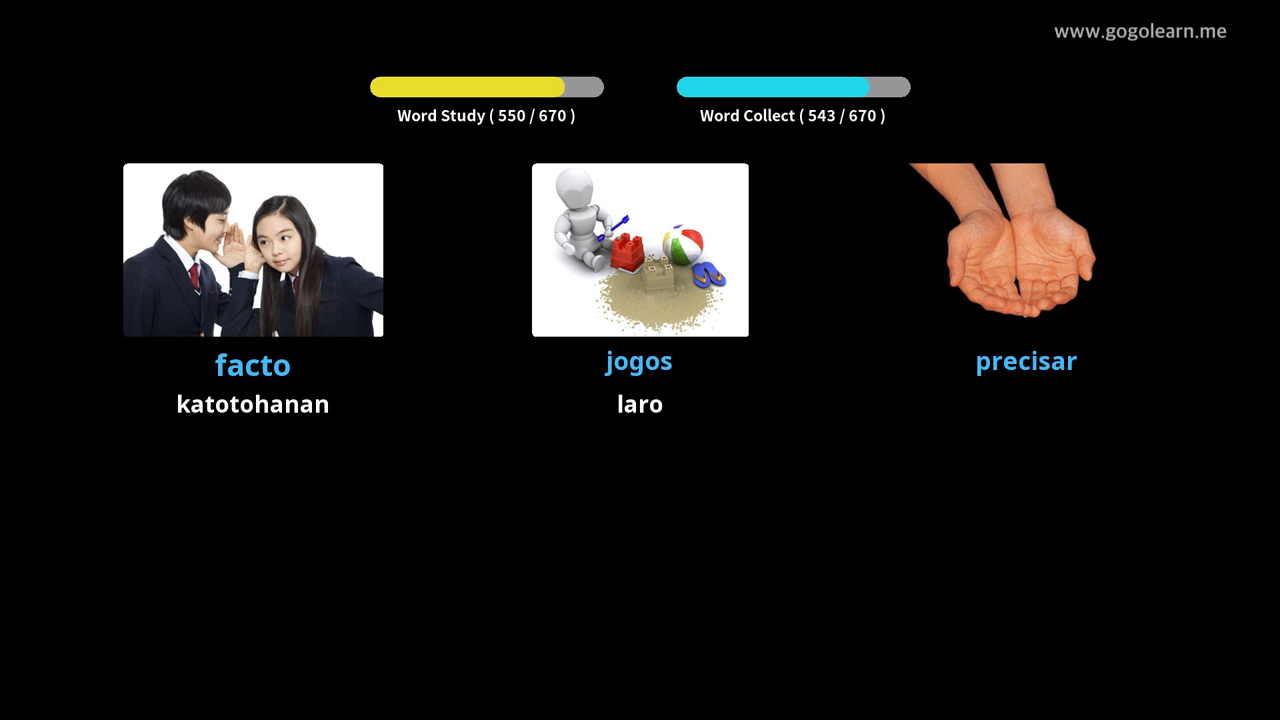 www.gogolearn.me
Word Study ( 550 / 670 )
Word Collect ( 543 / 670 )
facto
jogos
precisar
katotohanan
laro